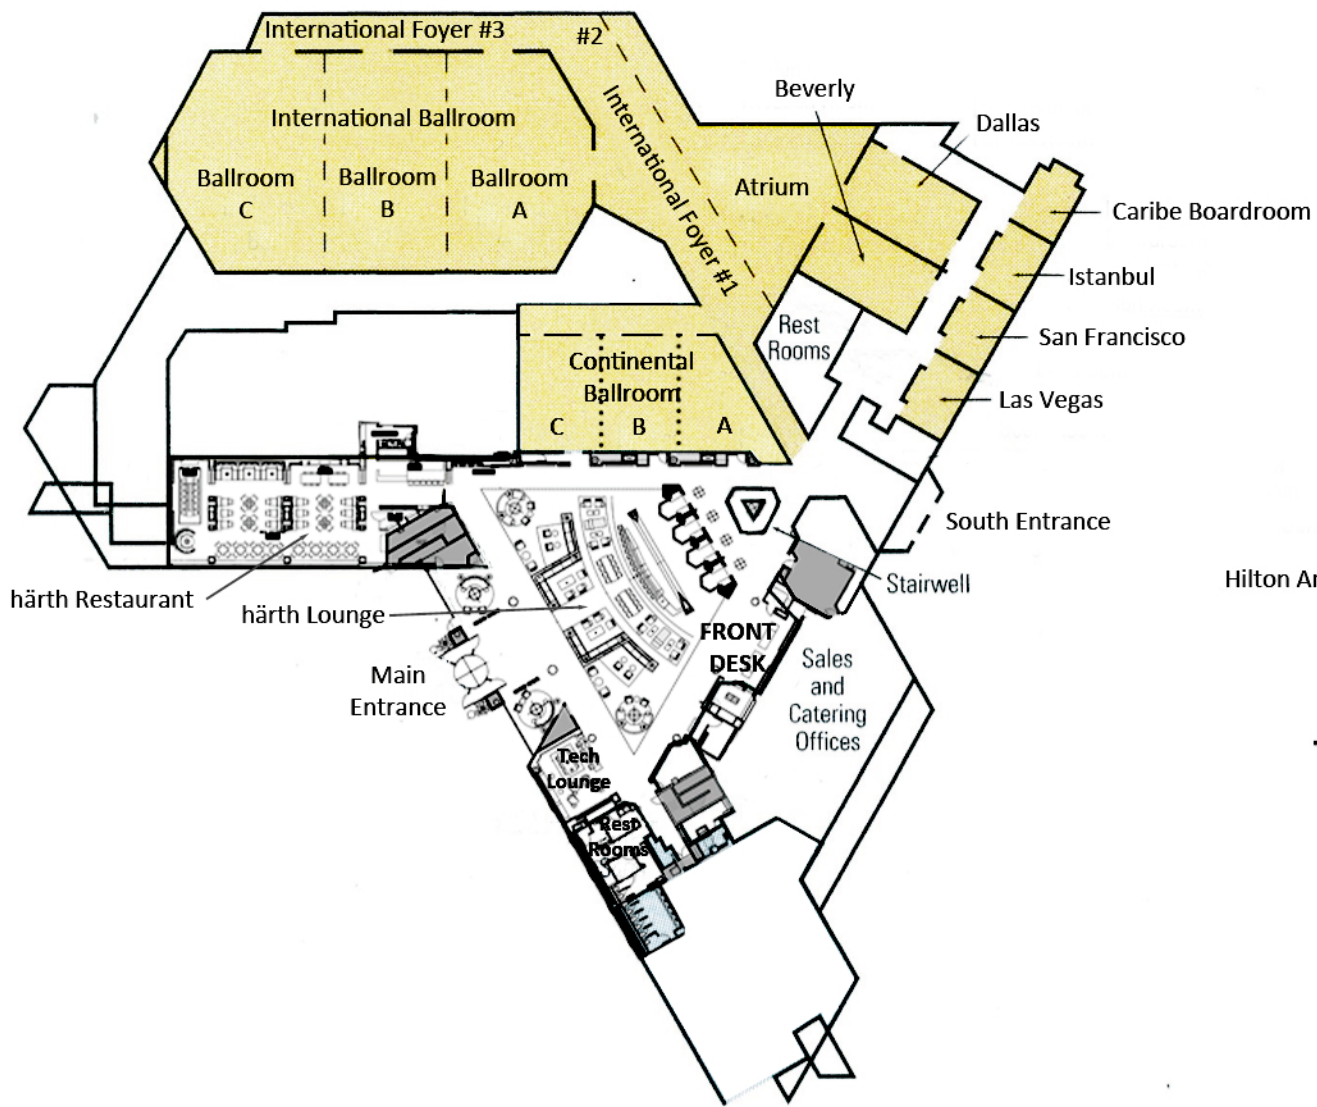 International Foyer #3
#2
Beverly
Dallas
International Ballroom
International Foyer #1
Ballroom
C
Ballroom
B
Ballroom
A
Atrium
Caribe Boardroom
Istanbul
San Francisco
Rest
Rooms
Las Vegas
Continental
Ballroom
C
B
A
South Entrance
Stairwell
härth Restaurant
härth Lounge
Hilton Ar
FRONT
DESK
Main
Entrance
Sales
and
Catering
Offices
Tech
Lounge
Rest
Rooms